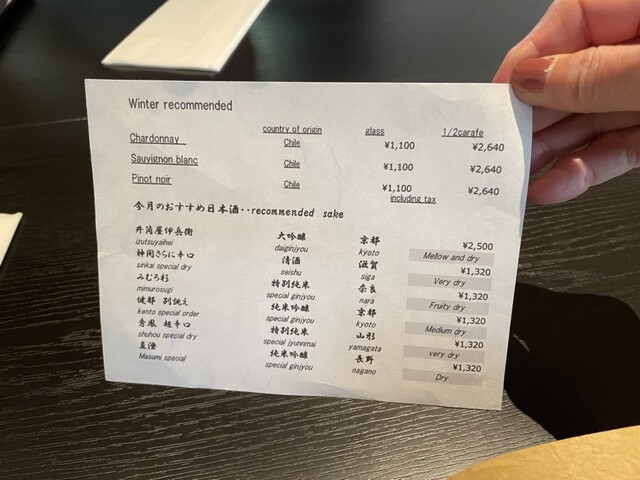 Winter recommended
country of origin glass 1/2carafe
Chardonnay Chile ¥1,100 ¥2,640
Sauvignon blanc Chile ¥1,100 ¥2,640
Pinot noir Chile ¥1,100 ¥2,640
including tax
今月のおすすめ日本酒‥recommended sake
井筒屋伊兵衛 大吟醸 京都 ¥2,500
izutsuyaihei daiginjyou kyoto Mellow and dry
神開さらに辛口 清酒 滋賀 ¥1,320
sinkai special dry seishu siga Very dry
みむろ杉 特別純米 奈良 ¥1,320
mimurosugi special ginjyou nara Fruity dry
健都 別誂え 純米吟醸 京都 ¥1,320
kento special order special ginjyou kyoto Medium dry
秀鳳 超辛口 特別純米 山形 ¥1,320
shuhou special dry special jyunnmai yamagata very dry
真澄 純米吟醸 長野 ¥1,320
Masumi special special ginjyou nagano Dry